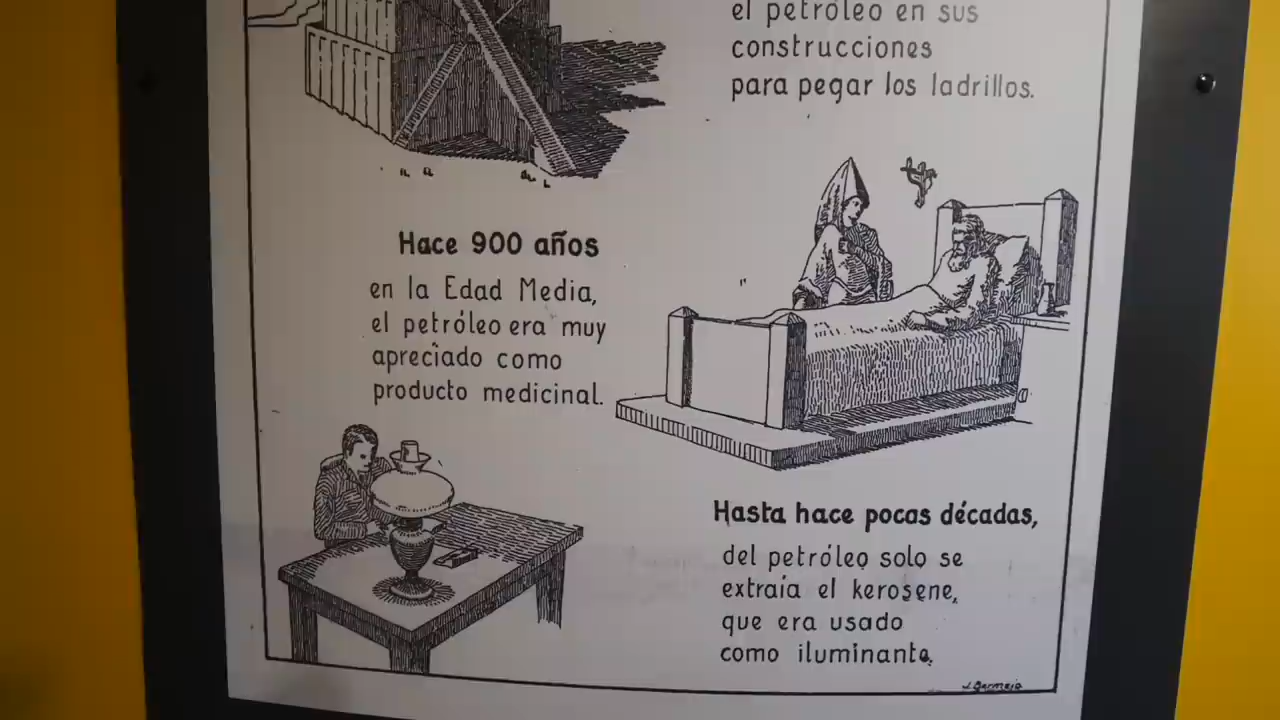 el petróleo en sus
construcciones
para pegar los ladrillos.
Hace 900 años
en la Edad Media,
el petróleo era muy
apreciado como
producto medicinal.
Hasta hace pocas décadas,
del petróleo solo se
extraía el kerosene,
que era usado
como iluminante.
J. Bermejo